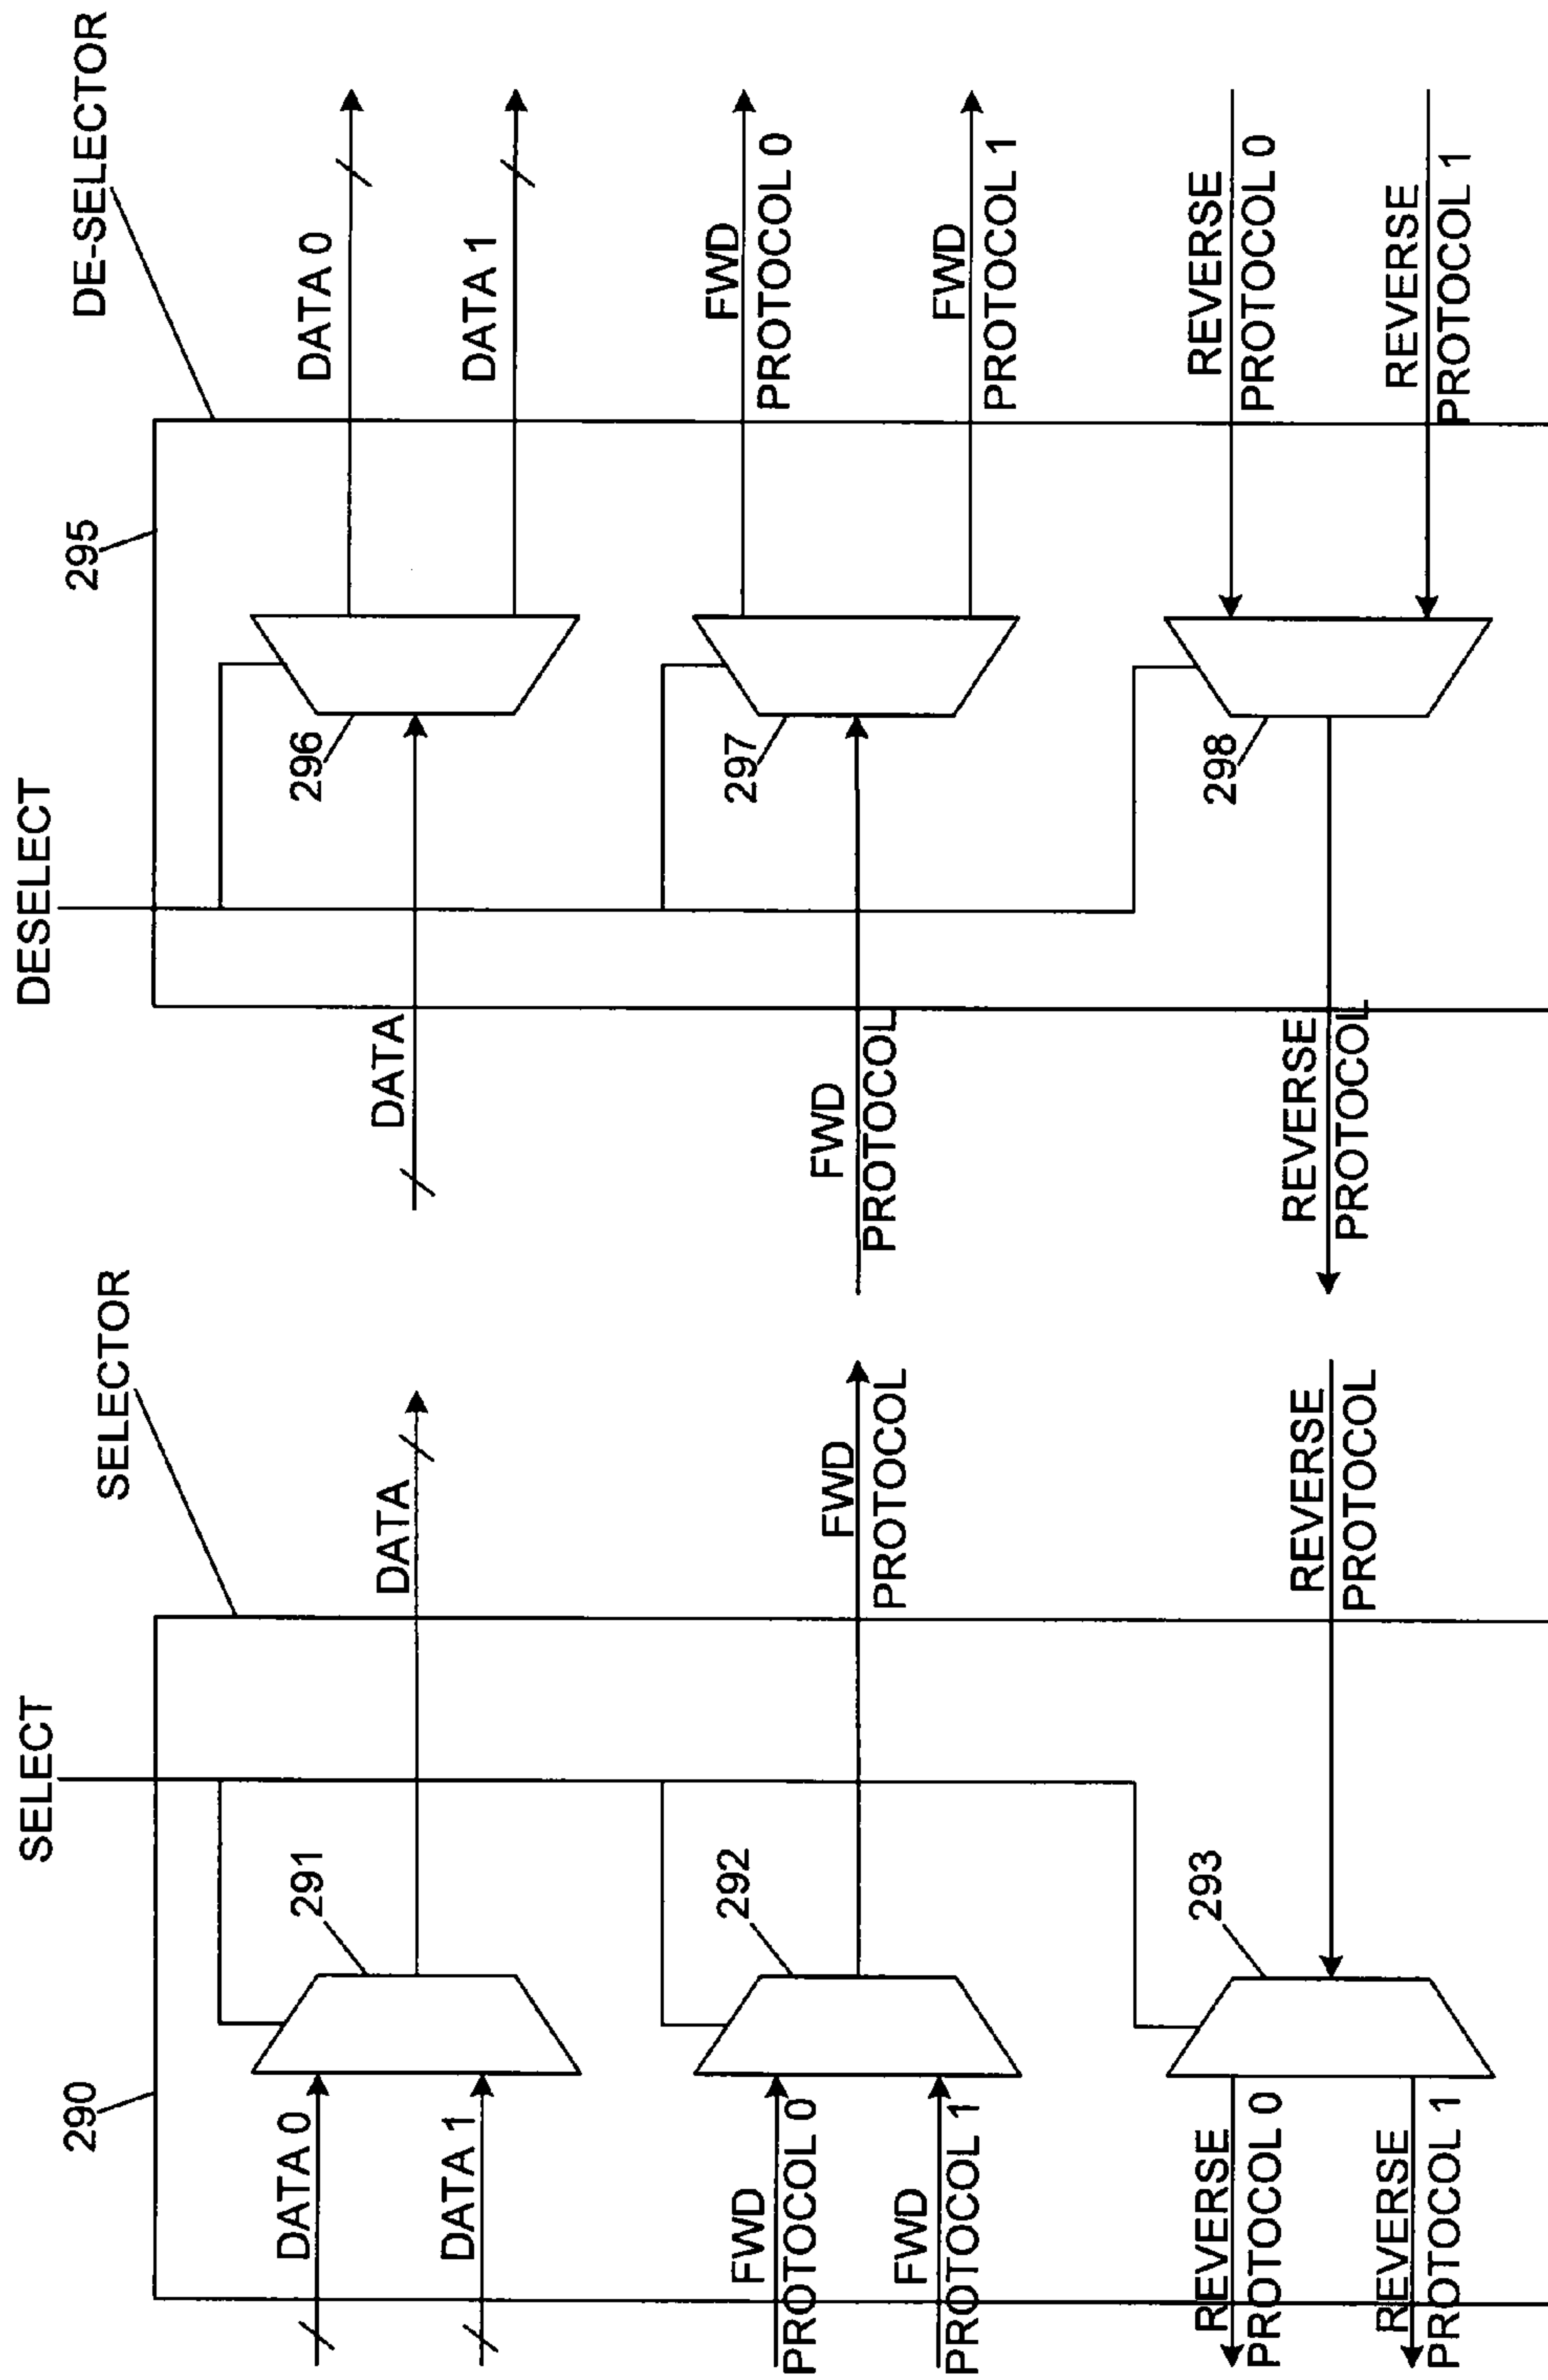 SELECT
SELECTOR
290
291
DATA 0
DATA 1
DATA
292
FWD
PROTOCOL 0
FWD
PROTOCOL 1
FWD
PROTOCOL
293
REVERSE
PROTOCOL 0
REVERSE
PROTOCOL 1
REVERSE
PROTOCOL
DESELECT
DE-SELECTOR
295
DATA
296
DATA 0
DATA 1
FWD
PROTOCOL
297
FWD
PROTOCOL 0
FWD
PROTOCOL 1
REVERSE
PROTOCOL
298
REVERSE
PROTOCOL 0
REVERSE
PROTOCOL 1